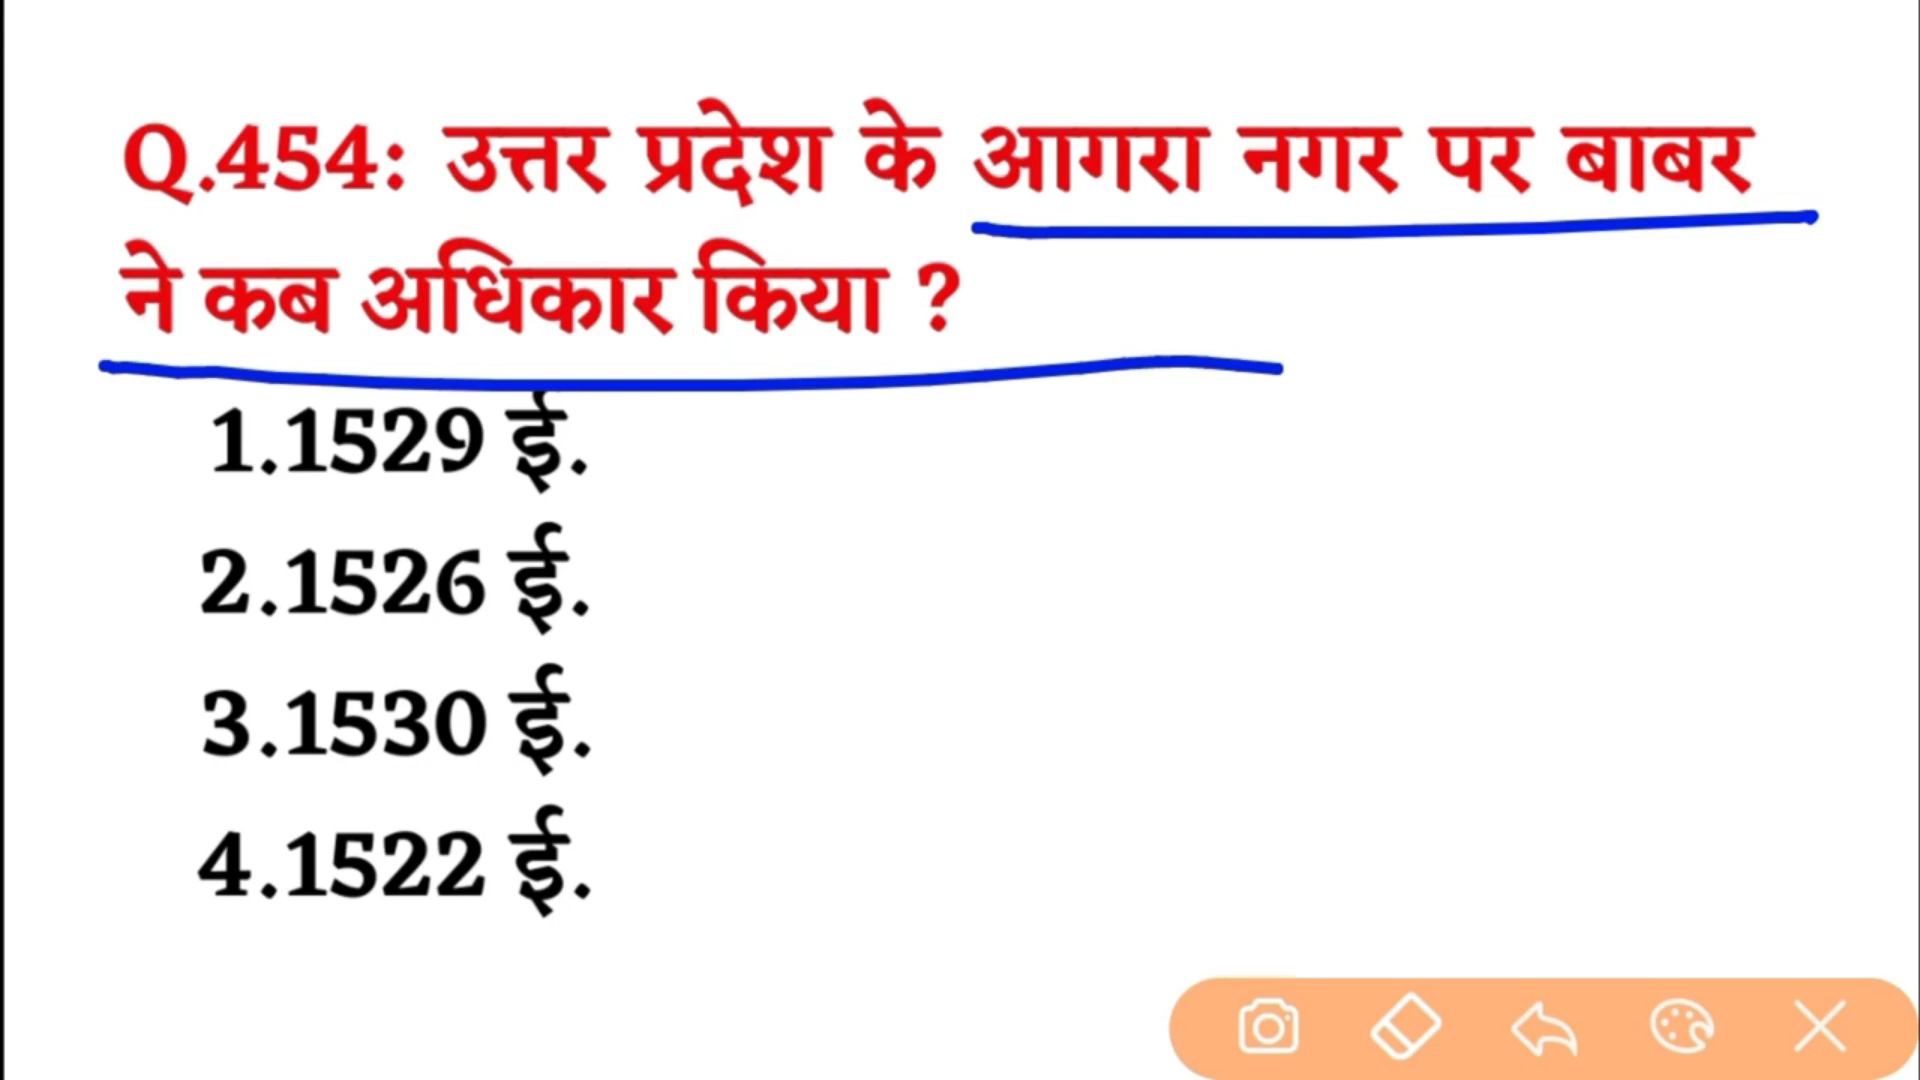 Q.454: उत्तर प्रदेश के आगरा नगर पर बाबर
ने कब अधिकार किया ?
1.1529 ई.
2.1526 ई.
3.1530 ई.
4.1522 ई.